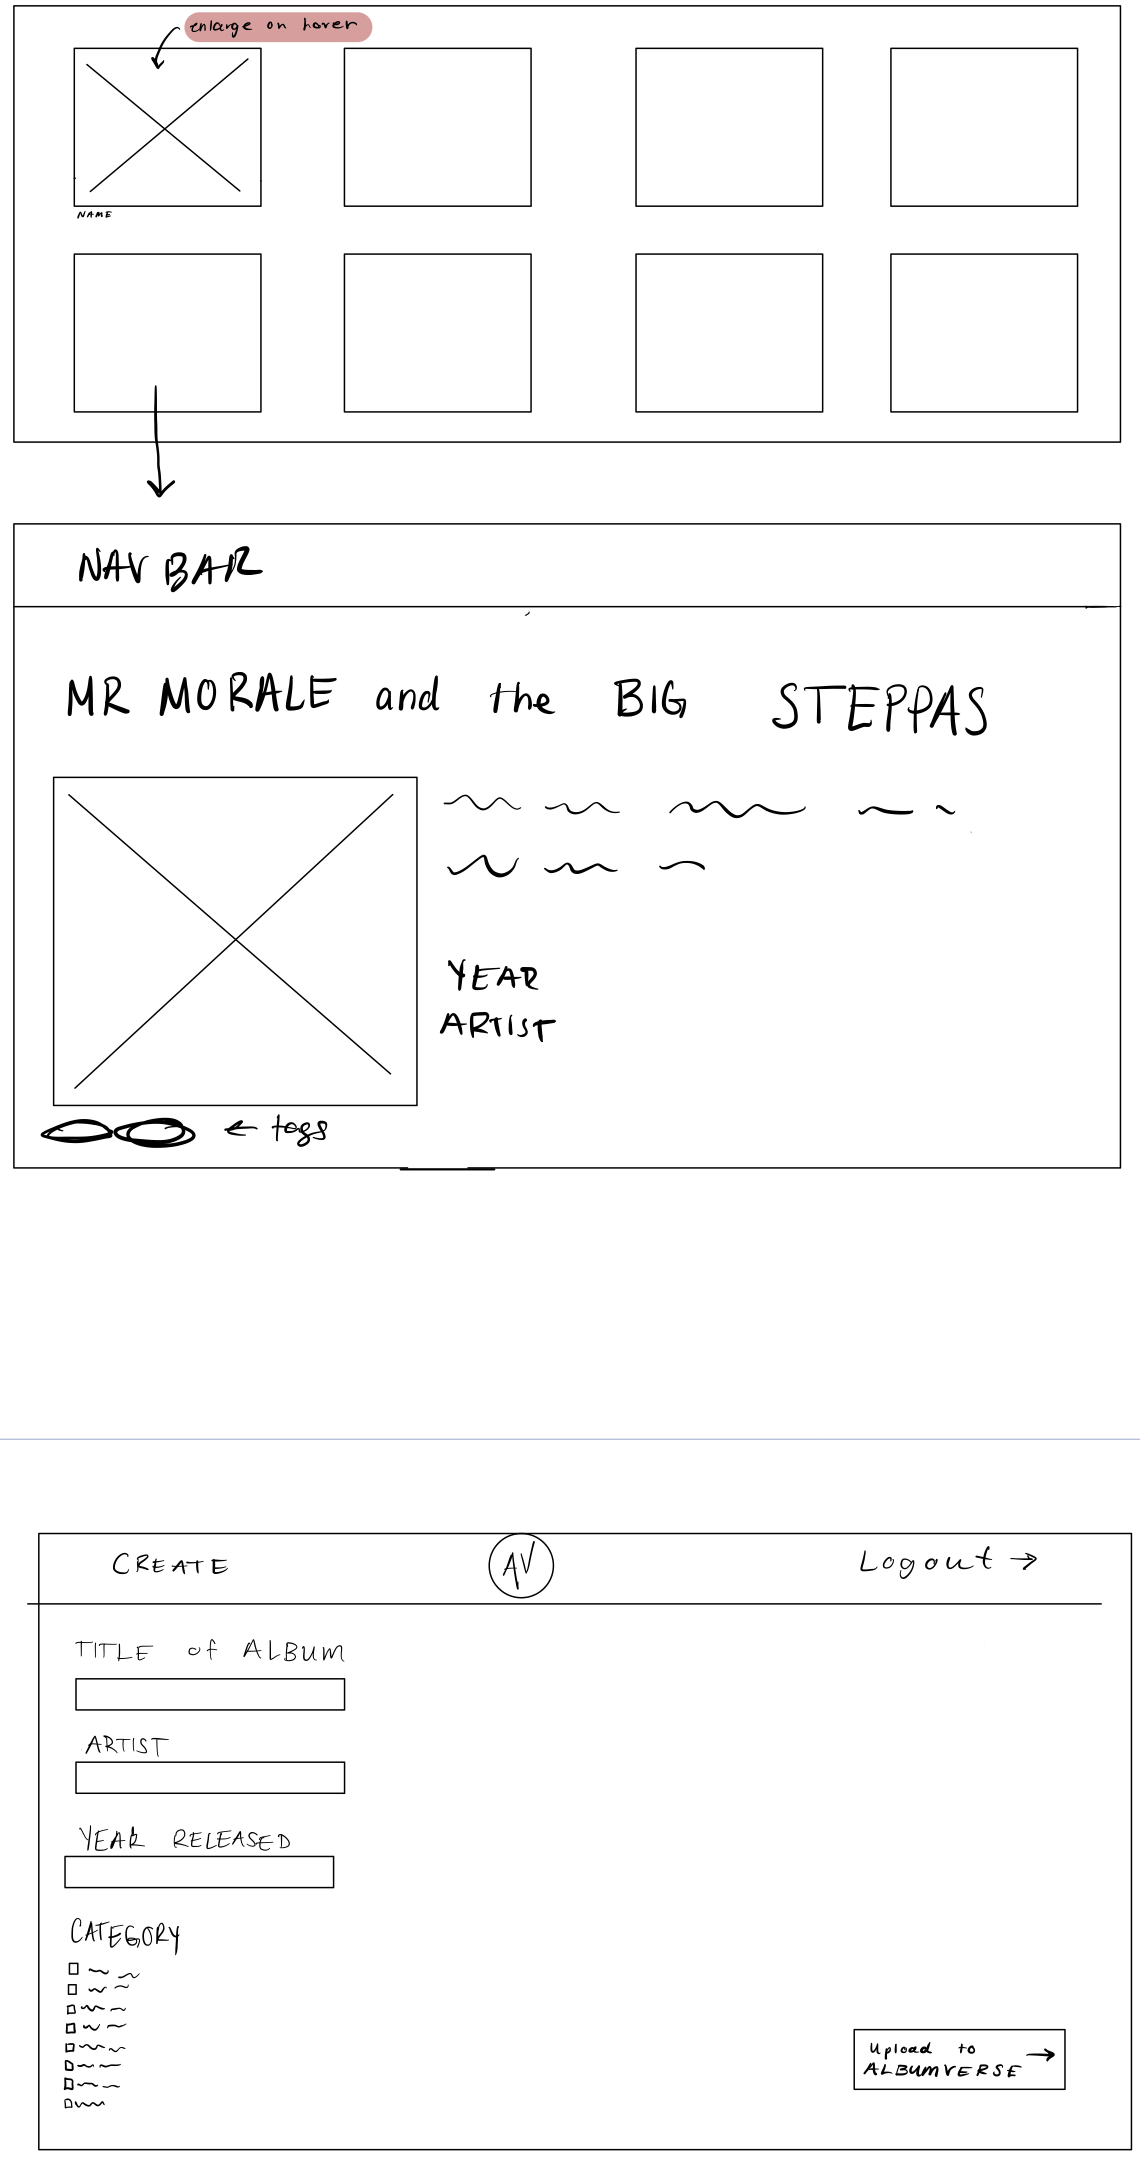 enlarge on hover
NAME
NAV BAR
MR MORALE and the BIG STEPPAS
YEAR
ARTIST
← tags
CREATE
AV
Logout →
TITLE of ALBUM
ARTIST
YEAR RELEASED
CATEGORY
Upload to →
ALBUMVERSE